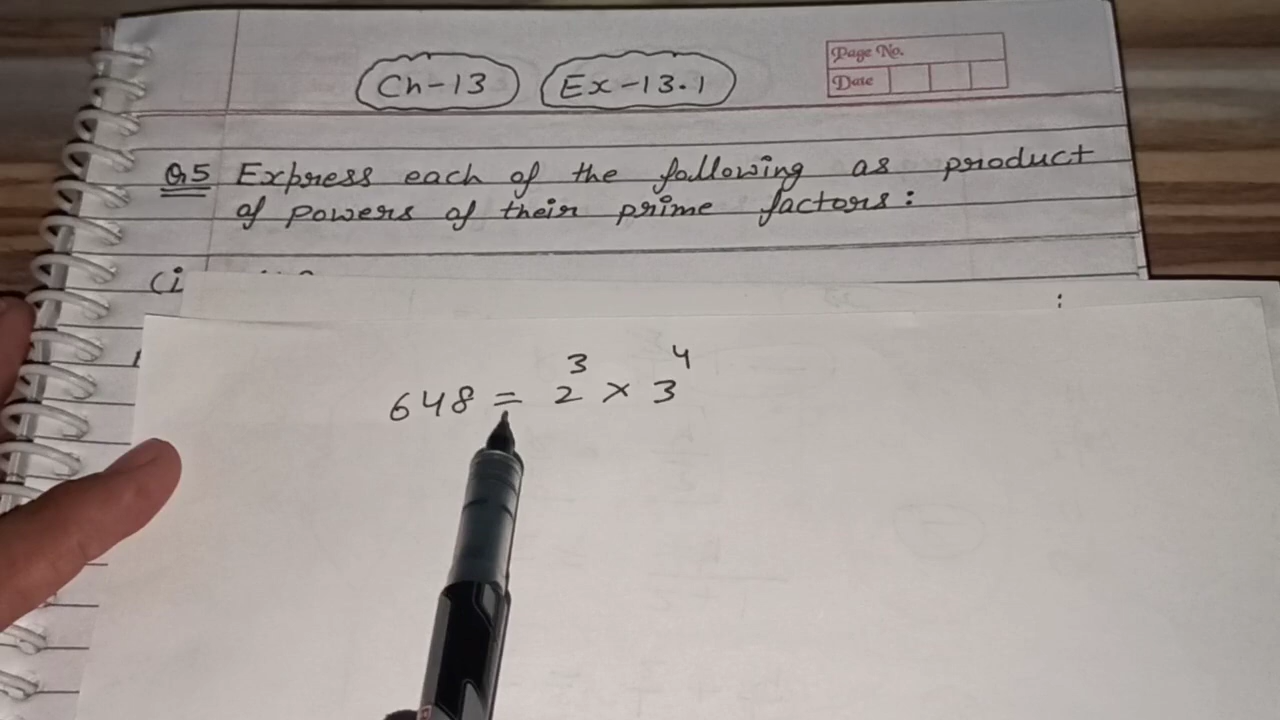 Ch-13 Ex-13.1
Page No.
Date
Q5 Express each of the following as product
of powers of their prime factors:
(i
648 = 2³ × 3⁴